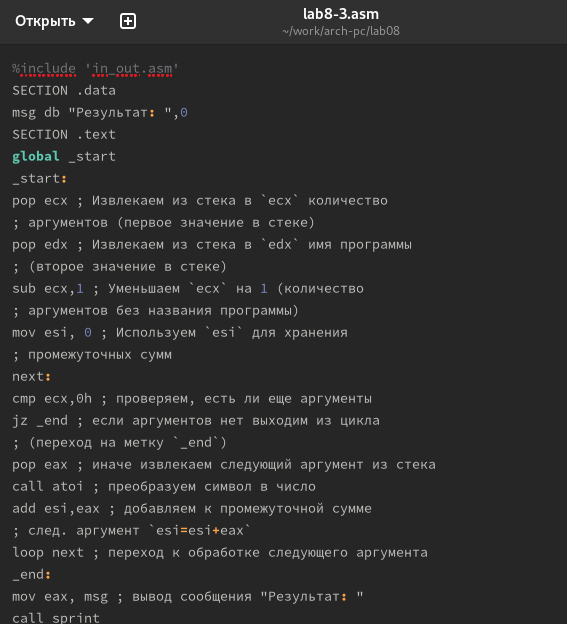 Открыть
lab8-3.asm
~/work/arch-pc/lab08
%include 'in_out.asm'
SECTION .data
msg db "Результат: ",0
SECTION .text
global _start
_start:
pop ecx ; Извлекаем из стека в `ecx` количество
; аргументов (первое значение в стеке)
pop edx ; Извлекаем из стека в `edx` имя программы
; (второе значение в стеке)
sub ecx,1 ; Уменьшаем `ecx` на 1 (количество
; аргументов без названия программы)
mov esi, 0 ; Используем `esi` для хранения
; промежуточных сумм
next:
cmp ecx,0h ; проверяем, есть ли еще аргументы
jz _end ; если аргументов нет выходим из цикла
; (переход на метку `_end`)
pop eax ; иначе извлекаем следующий аргумент из стека
call atoi ; преобразуем символ в число
add esi,eax ; добавляем к промежуточной сумме
; след. аргумент `esi=esi+eax`
loop next ; переход к обработке следующего аргумента
_end:
mov eax, msg ; вывод сообщения "Результат: "
call sprint